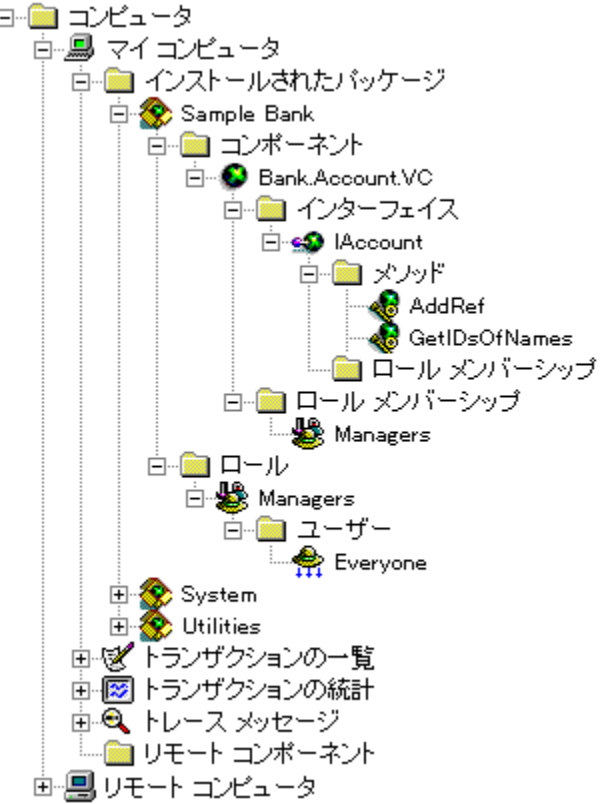 コンピュータ
マイ コンピュータ
インストールされたパッケージ
Sample Bank
コンポーネント
Bank.Account.VC
インターフェイス
IAccount
メソッド
AddRef
GetIDsOfNames
ロール メンバーシップ
ロール メンバーシップ
Managers
ロール
Managers
ユーザー
Everyone
System
Utilities
トランザクションの一覧
トランザクションの統計
トレース メッセージ
リモート コンポーネント
リモート コンピュータ